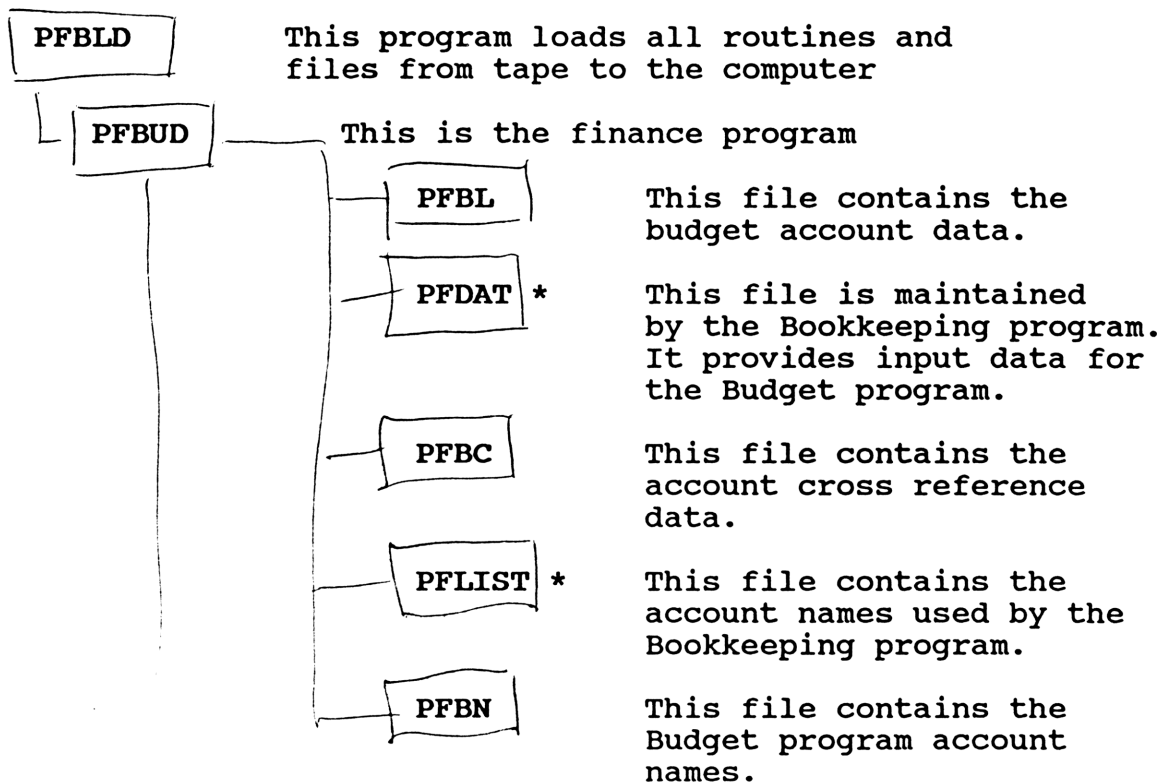 PFBLD This program loads all routines and
files from tape to the computer
PFBUD This is the finance program
PFBL This file contains the
budget account data.
PFDAT * This file is maintained
by the Bookkeeping program.
It provides input data for
the Budget program.
PFBC This file contains the
account cross reference
data.
PFLIST * This file contains the
account names used by the
Bookkeeping program.
PFBN This file contains the
Budget program account
names.